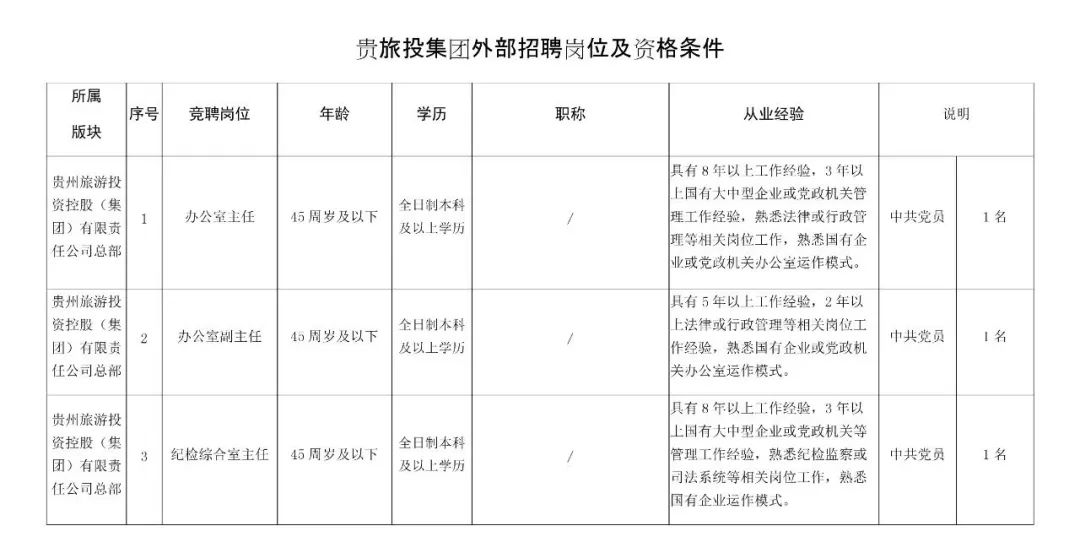 贵旅投集团外部招聘岗位及资格条件
所属
版块
序号
竞聘岗位
年龄
学历
职称
从业经验
说明
贵州旅游投
资控股（集
团）有限责
任公司总部
1
办公室主任
45周岁及以下
全日制本科
及以上学历
/
具有8年以上工作经验，3年以
上国有大中型企业或党政机关管
理工作经验，熟悉法律或行政管
理等相关岗位工作，熟悉国有企
业或党政机关办公室运作模式。
中共党员
1名
贵州旅游投
资控股（集
团）有限责
任公司总部
2
办公室副主任
45周岁及以下
全日制本科
及以上学历
/
具有5年以上工作经验，2年以
上法律或行政管理等相关岗位工
作经验，熟悉国有企业或党政机
关办公室运作模式。
中共党员
1名
贵州旅游投
资控股（集
团）有限责
任公司总部
3
纪检综合室主任
45周岁及以下
全日制本科
及以上学历
/
具有8年以上工作经验，3年以
上国有大中型企业或党政机关等
管理工作经验，熟悉纪检监察或
司法系统等相关岗位工作，熟悉
国有企业运作模式。
中共党员
1名